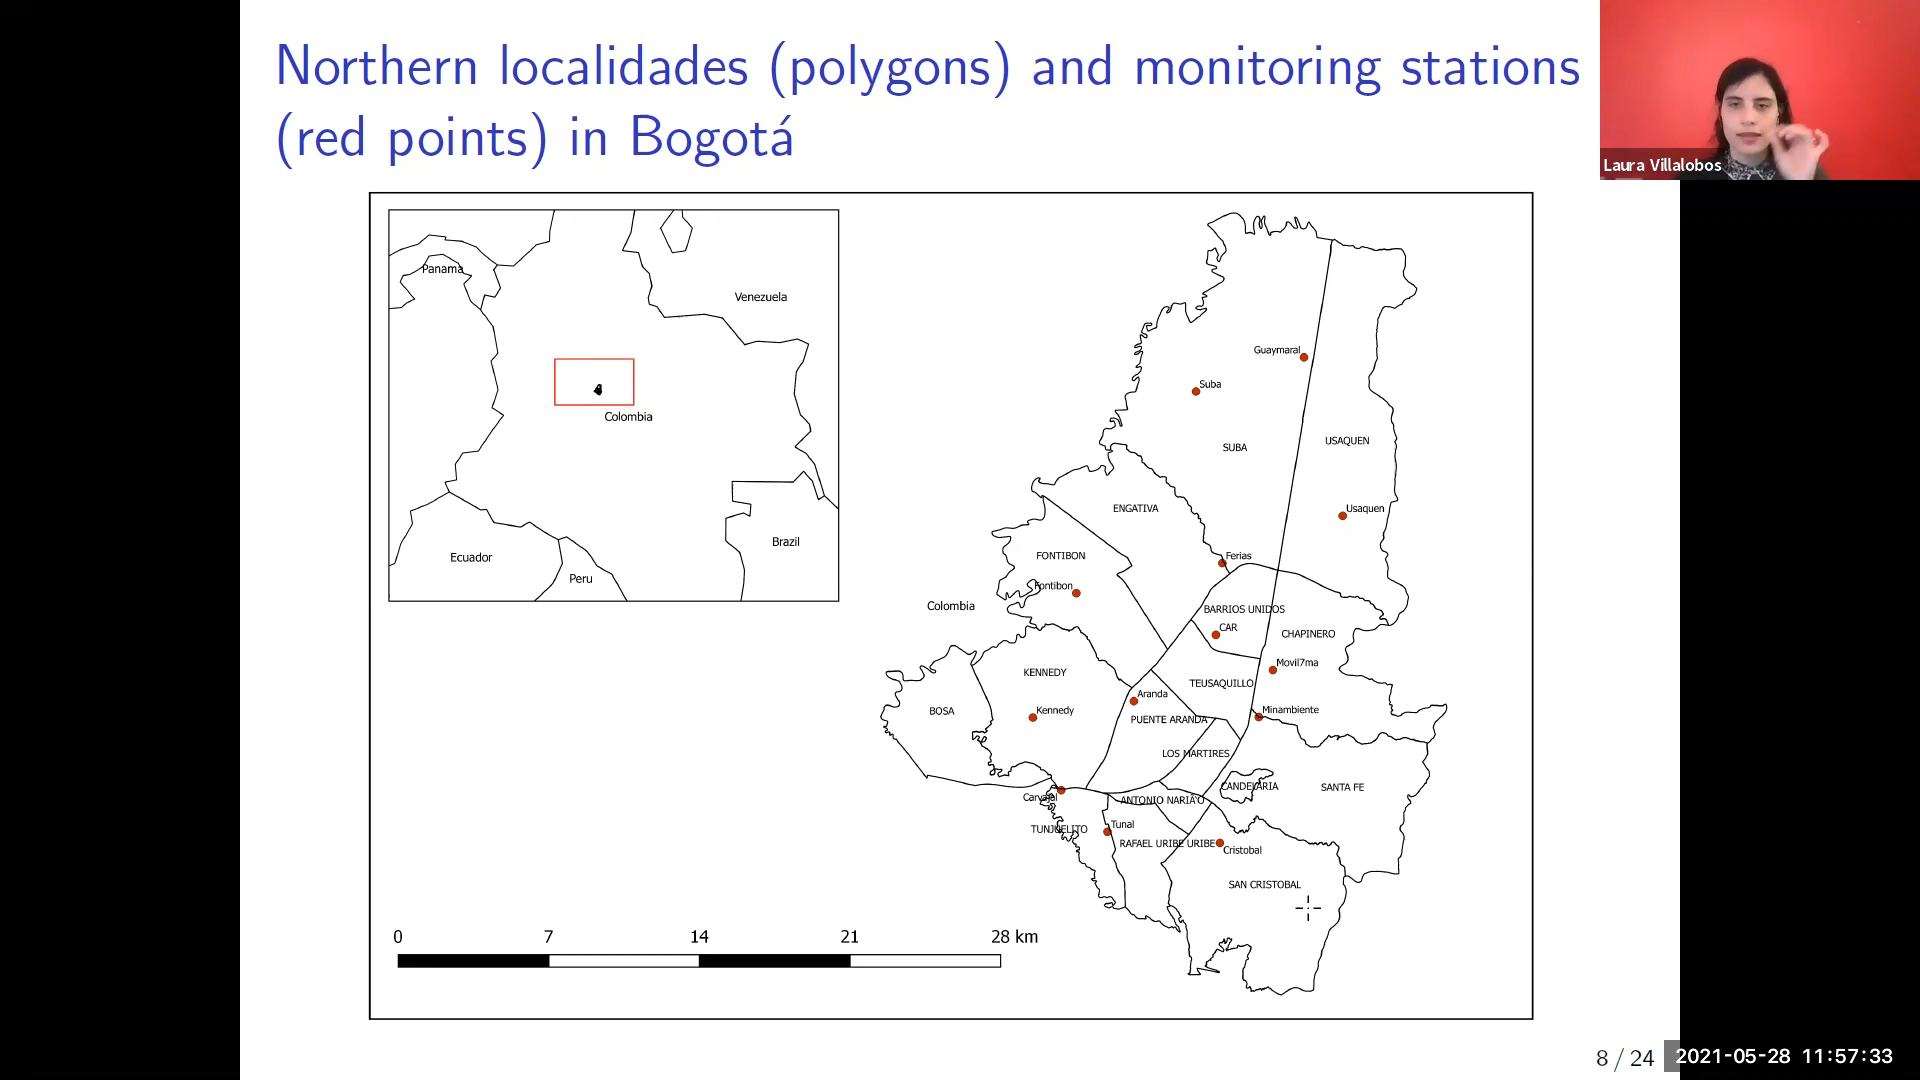 Northern localidades (polygons) and monitoring stations
(red points) in Bogotá
Laura Villalobos
Panama
Venezuela
Colombia
Ecuador
Peru
Brazil
Guaymaral
Suba
SUBA
USAQUEN
Usaquen
ENGATIVA
Ferias
FONTIBON
Fontibon
Colombia
BARRIOS UNIDOS
CAR
CHAPINERO
Movil7ma
KENNEDY
TEUSAQUILLO
Aranda
BOSA
Kennedy
PUENTE ARANDA
Minambiente
LOS MARTIRES
CANDELARIA
SANTA FE
Carvajal
ANTONIO NARIA'O
TUNJUELITO
Tunal
RAFAEL URIBE URIBE
Cristobal
SAN CRISTOBAL
0 7 14 21 28 km
8 / 24
2021-05-28 11:57:33